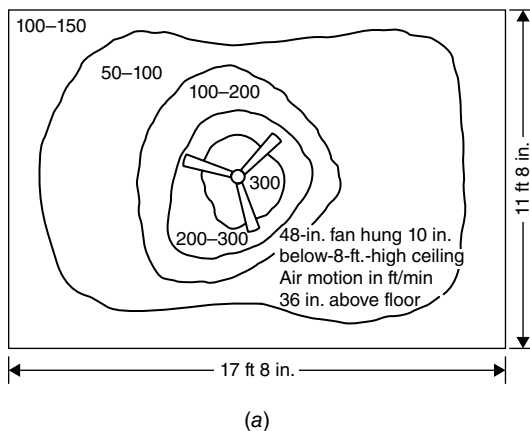 100–150
50–100
100–200
300
200–300
48-in. fan hung 10 in.
below-8-ft.-high ceiling
Air motion in ft/min
36 in. above floor
11 ft 8 in.
17 ft 8 in.
(a)